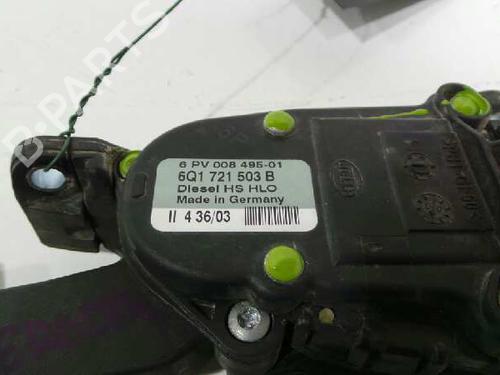 B-PARTS
6 PV 008 495-01
6Q1 721 503 B
Diesel HS HLO
Made in Germany
II 4 36/03